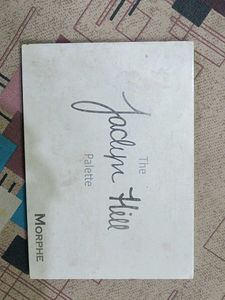 The
Jaclyn Hill
Palette
MORPHE